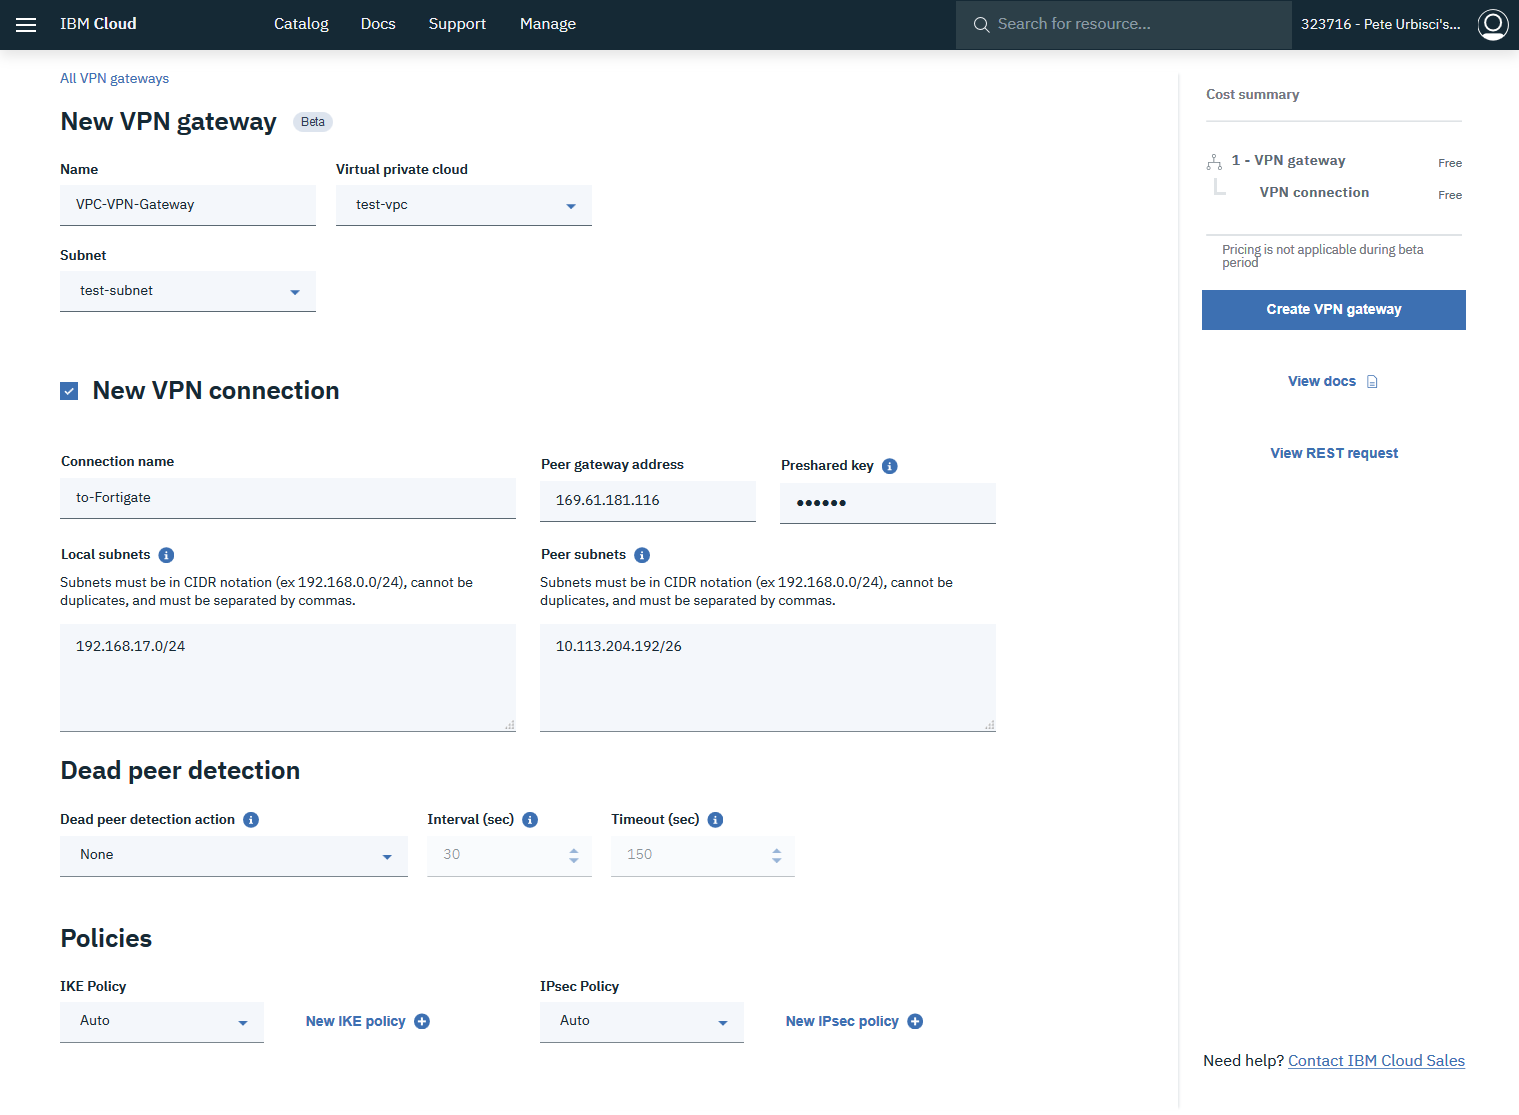 IBM Cloud
Catalog
Docs
Support
Manage
Search for resource...
323716 - Pete Urbisci's...
All VPN gateways
New VPN gateway
Beta
Name
Virtual private cloud
VPC-VPN-Gateway
test-vpc
Subnet
test-subnet
New VPN connection
Connection name
Peer gateway address
Preshared key
to-Fortigate
169.61.181.116
●●●●●●
Local subnets
Peer subnets
Subnets must be in CIDR notation (ex 192.168.0.0/24), cannot be
duplicates, and must be separated by commas.
Subnets must be in CIDR notation (ex 192.168.0.0/24), cannot be
duplicates, and must be separated by commas.
192.168.17.0/24
10.113.204.192/26
Dead peer detection
Dead peer detection action
Interval (sec)
Timeout (sec)
None
30
150
Policies
IKE Policy
IPsec Policy
Auto
New IKE policy
Auto
New IPsec policy
Cost summary
1 - VPN gateway
Free
VPN connection
Free
Pricing is not applicable during beta
period
Create VPN gateway
View docs
View REST request
Need help? Contact IBM Cloud Sales